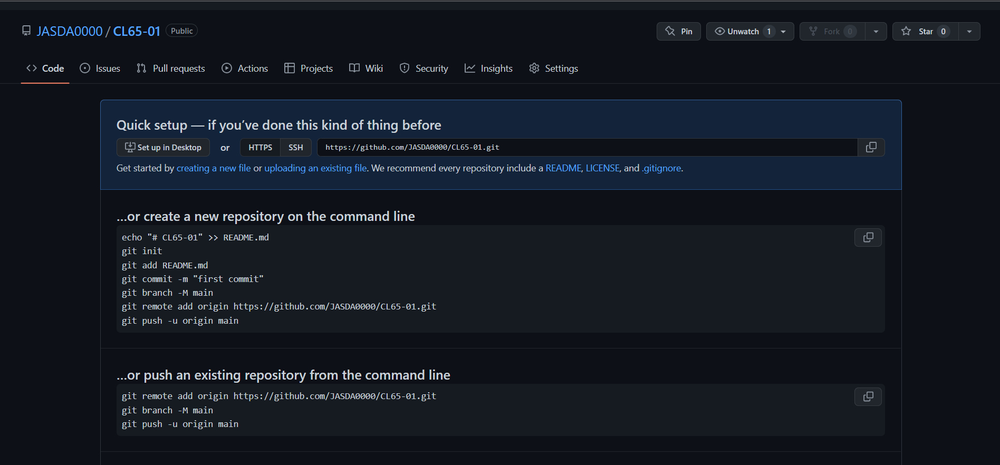 JASDA0000 / CL65-01 Public
Pin Unwatch 1 Fork 0 Star 0
Code Issues Pull requests Actions Projects Wiki Security Insights Settings
Quick setup — if you’ve done this kind of thing before
Set up in Desktop or HTTPS SSH https://github.com/JASDA0000/CL65-01.git
Get started by creating a new file or uploading an existing file. We recommend every repository include a README, LICENSE, and .gitignore.
…or create a new repository on the command line
echo "# CL65-01" >> README.md
git init
git add README.md
git commit -m "first commit"
git branch -M main
git remote add origin https://github.com/JASDA0000/CL65-01.git
git push -u origin main
…or push an existing repository from the command line
git remote add origin https://github.com/JASDA0000/CL65-01.git
git branch -M main
git push -u origin main